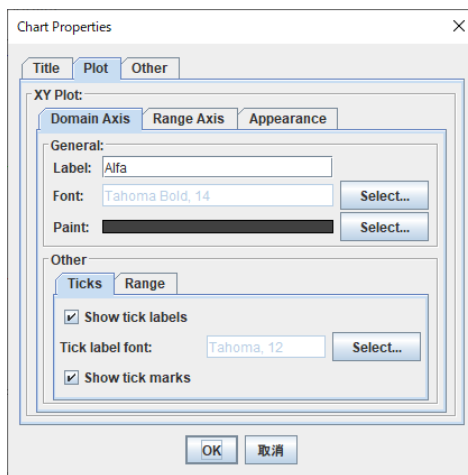 Chart Properties
Title Plot Other
XY Plot:
Domain Axis Range Axis Appearance
General:
Label: Alfa
Font: Tahoma Bold, 14 Select...
Paint: Select...
Other
Ticks Range
Show tick labels
Tick label font: Tahoma, 12 Select...
Show tick marks
OK 取消